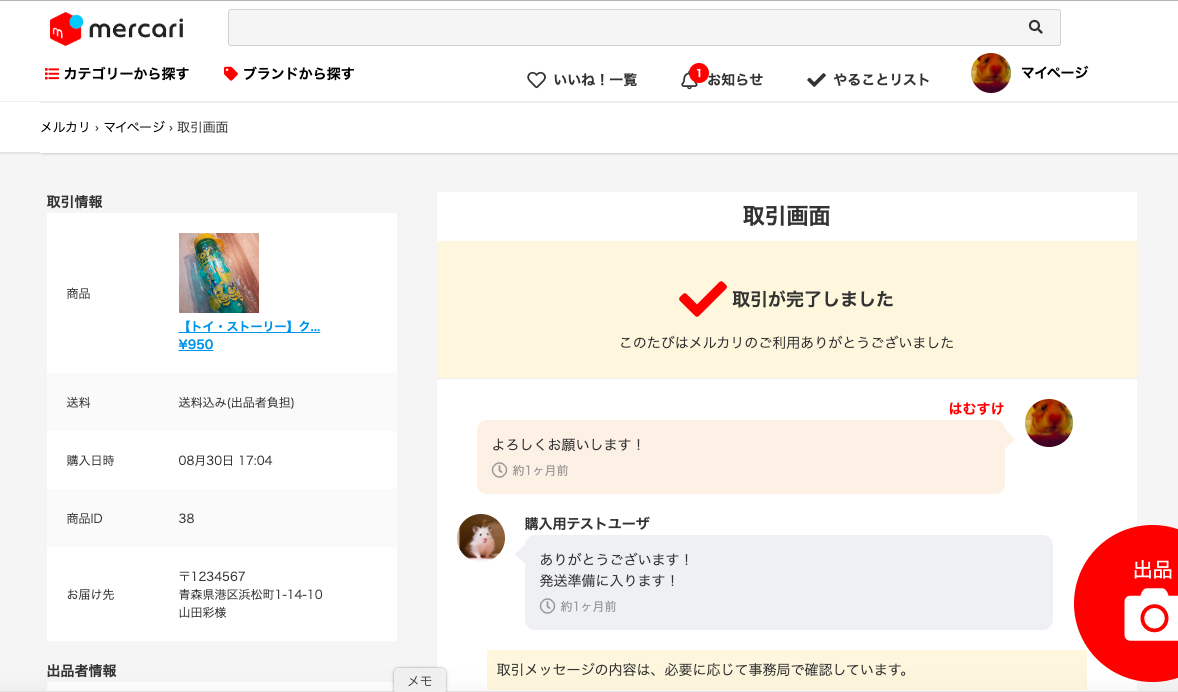 mercari
カテゴリーから探す
ブランドから探す
いいね！一覧
1
お知らせ
やることリスト
マイページ
メルカリ › マイページ › 取引画面
取引情報
商品
【トイ・ストーリー】ク...
¥950
送料
送料込み(出品者負担)
購入日時
08月30日 17:04
商品ID
38
お届け先
〒1234567
青森県港区浜松町1-14-10
山田彩様
出品者情報
取引画面
取引が完了しました
このたびはメルカリのご利用ありがとうございました
はむすけ
よろしくお願いします！
約1ヶ月前
購入用テストユーザ
ありがとうございます！
発送準備に入ります！
約1ヶ月前
取引メッセージの内容は、必要に応じて事務局で確認しています。
出品
メモ